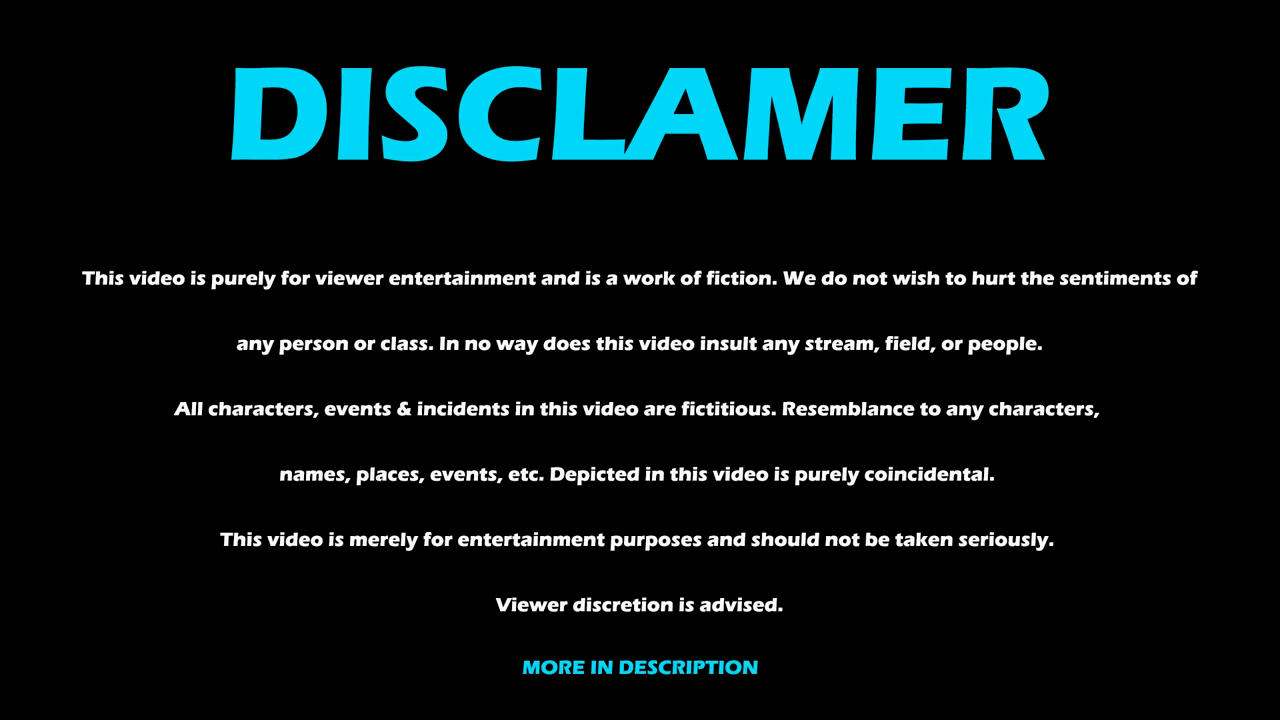 DISCLAMER
This video is purely for viewer entertainment and is a work of fiction. We do not wish to hurt the sentiments of
any person or class. In no way does this video insult any stream, field, or people.
All characters, events & incidents in this video are fictitious. Resemblance to any characters,
names, places, events, etc. Depicted in this video is purely coincidental.
This video is merely for entertainment purposes and should not be taken seriously.
Viewer discretion is advised.
MORE IN DESCRIPTION